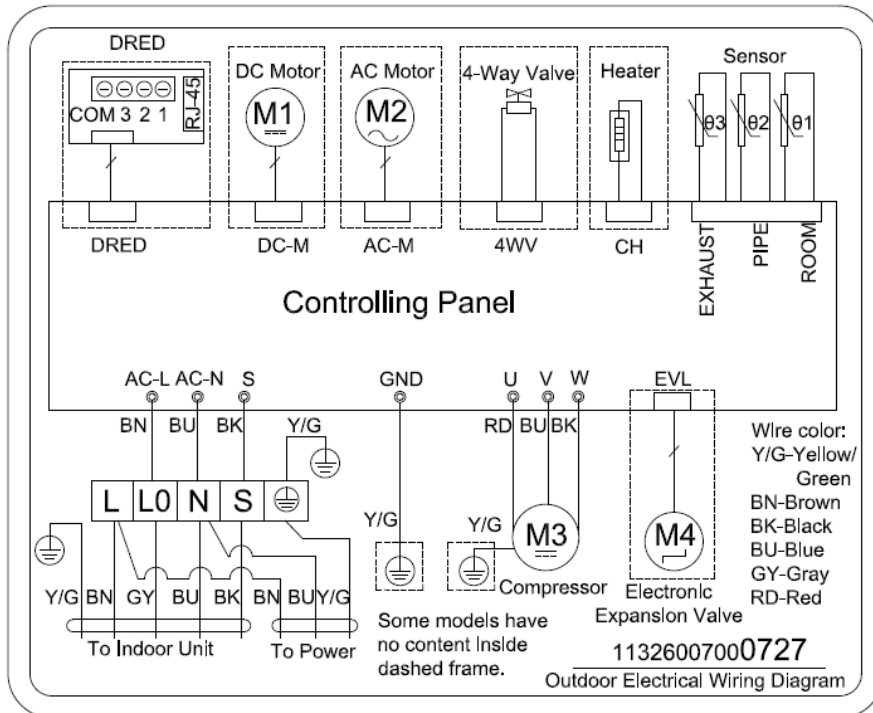 DRED
DC Motor
AC Motor
4-Way Valve
Heater
Sensor
COM 3 2 1
RJ-45
M1
M2
θ3
θ2
θ1
DRED
DC-M
AC-M
4WV
CH
EXHAUST
PIPE
ROOM
Controlling Panel
AC-L
AC-N
S
GND
U
V
W
EVL
BN
BU
BK
Y/G
RD
BU
BK
L
L0
N
S
Y/G
Y/G
M3
M4
Wire color:
Y/G-Yellow/
Green
BN-Brown
BK-Black
BU-Blue
GY-Gray
RD-Red
Y/G
BN
GY
BU
BK
BN
BU
Y/G
Compressor
Electronic
Expansion Valve
To Indoor Unit
To Power
Some models have
no content inside
dashed frame.
11326007000727
Outdoor Electrical Wiring Diagram